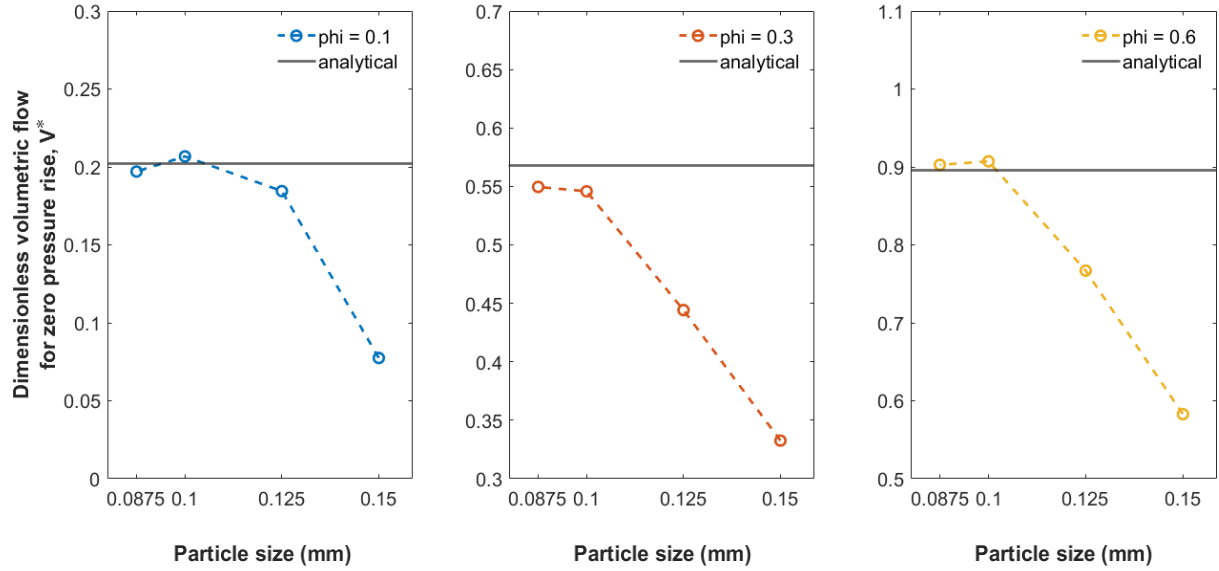 Dimensionless volumetric flow
for zero pressure rise, V*
0.3
0.25
0.2
0.15
0.1
0.05
0
phi = 0.1
analytical
0.0875 0.1 0.125 0.15
Particle size (mm)
0.7
0.65
0.6
0.55
0.5
0.45
0.4
0.35
0.3
phi = 0.3
analytical
0.0875 0.1 0.125 0.15
Particle size (mm)
1.1
1
0.9
0.8
0.7
0.6
0.5
phi = 0.6
analytical
0.0875 0.1 0.125 0.15
Particle size (mm)